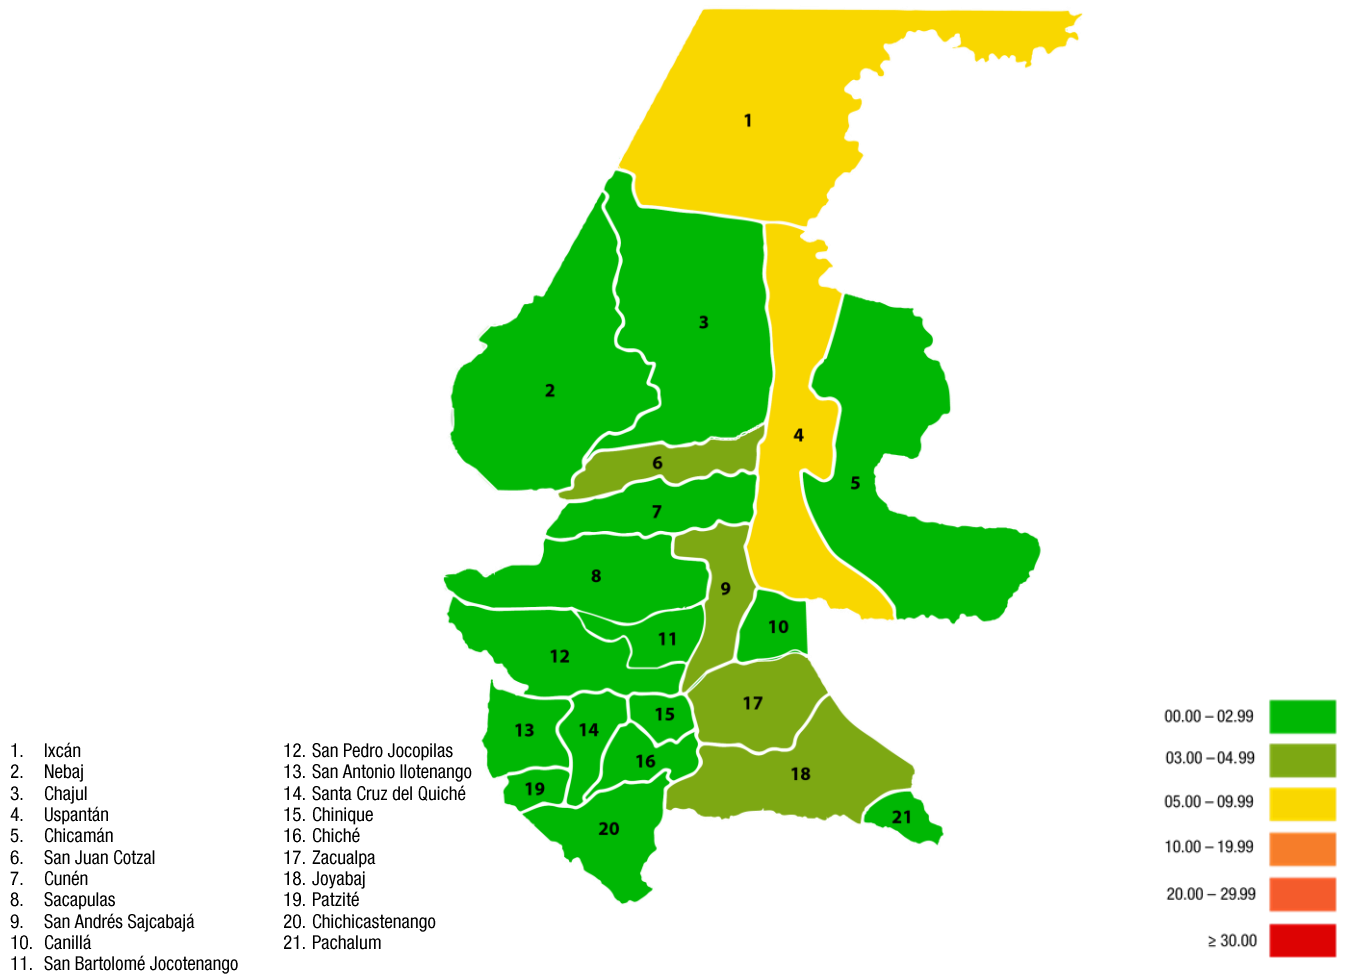 1
2
3
4
5
6
7
8
9
10
11
12
13
14
15
16
17
18
19
20
21
00.00 – 02.99
03.00 – 04.99
05.00 – 09.99
10.00 – 19.99
20.00 – 29.99
≥ 30.00
1. Ixcán
2. Nebaj
3. Chajul
4. Uspantán
5. Chicamán
6. San Juan Cotzal
7. Cunén
8. Sacapulas
9. San Andrés Sajcabajá
10. Canillá
11. San Bartolomé Jocotenango
12. San Pedro Jocopilas
13. San Antonio Ilotenango
14. Santa Cruz del Quiché
15. Chinique
16. Chiché
17. Zacualpa
18. Joyabaj
19. Patzité
20. Chichicastenango
21. Pachalum